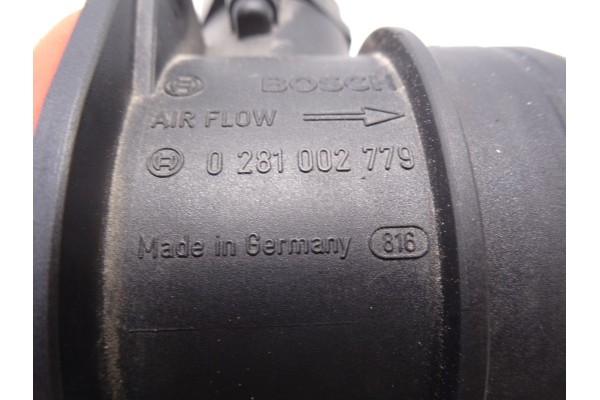 BOSCH
AIR FLOW
0 281 002 779
Made in Germany 816